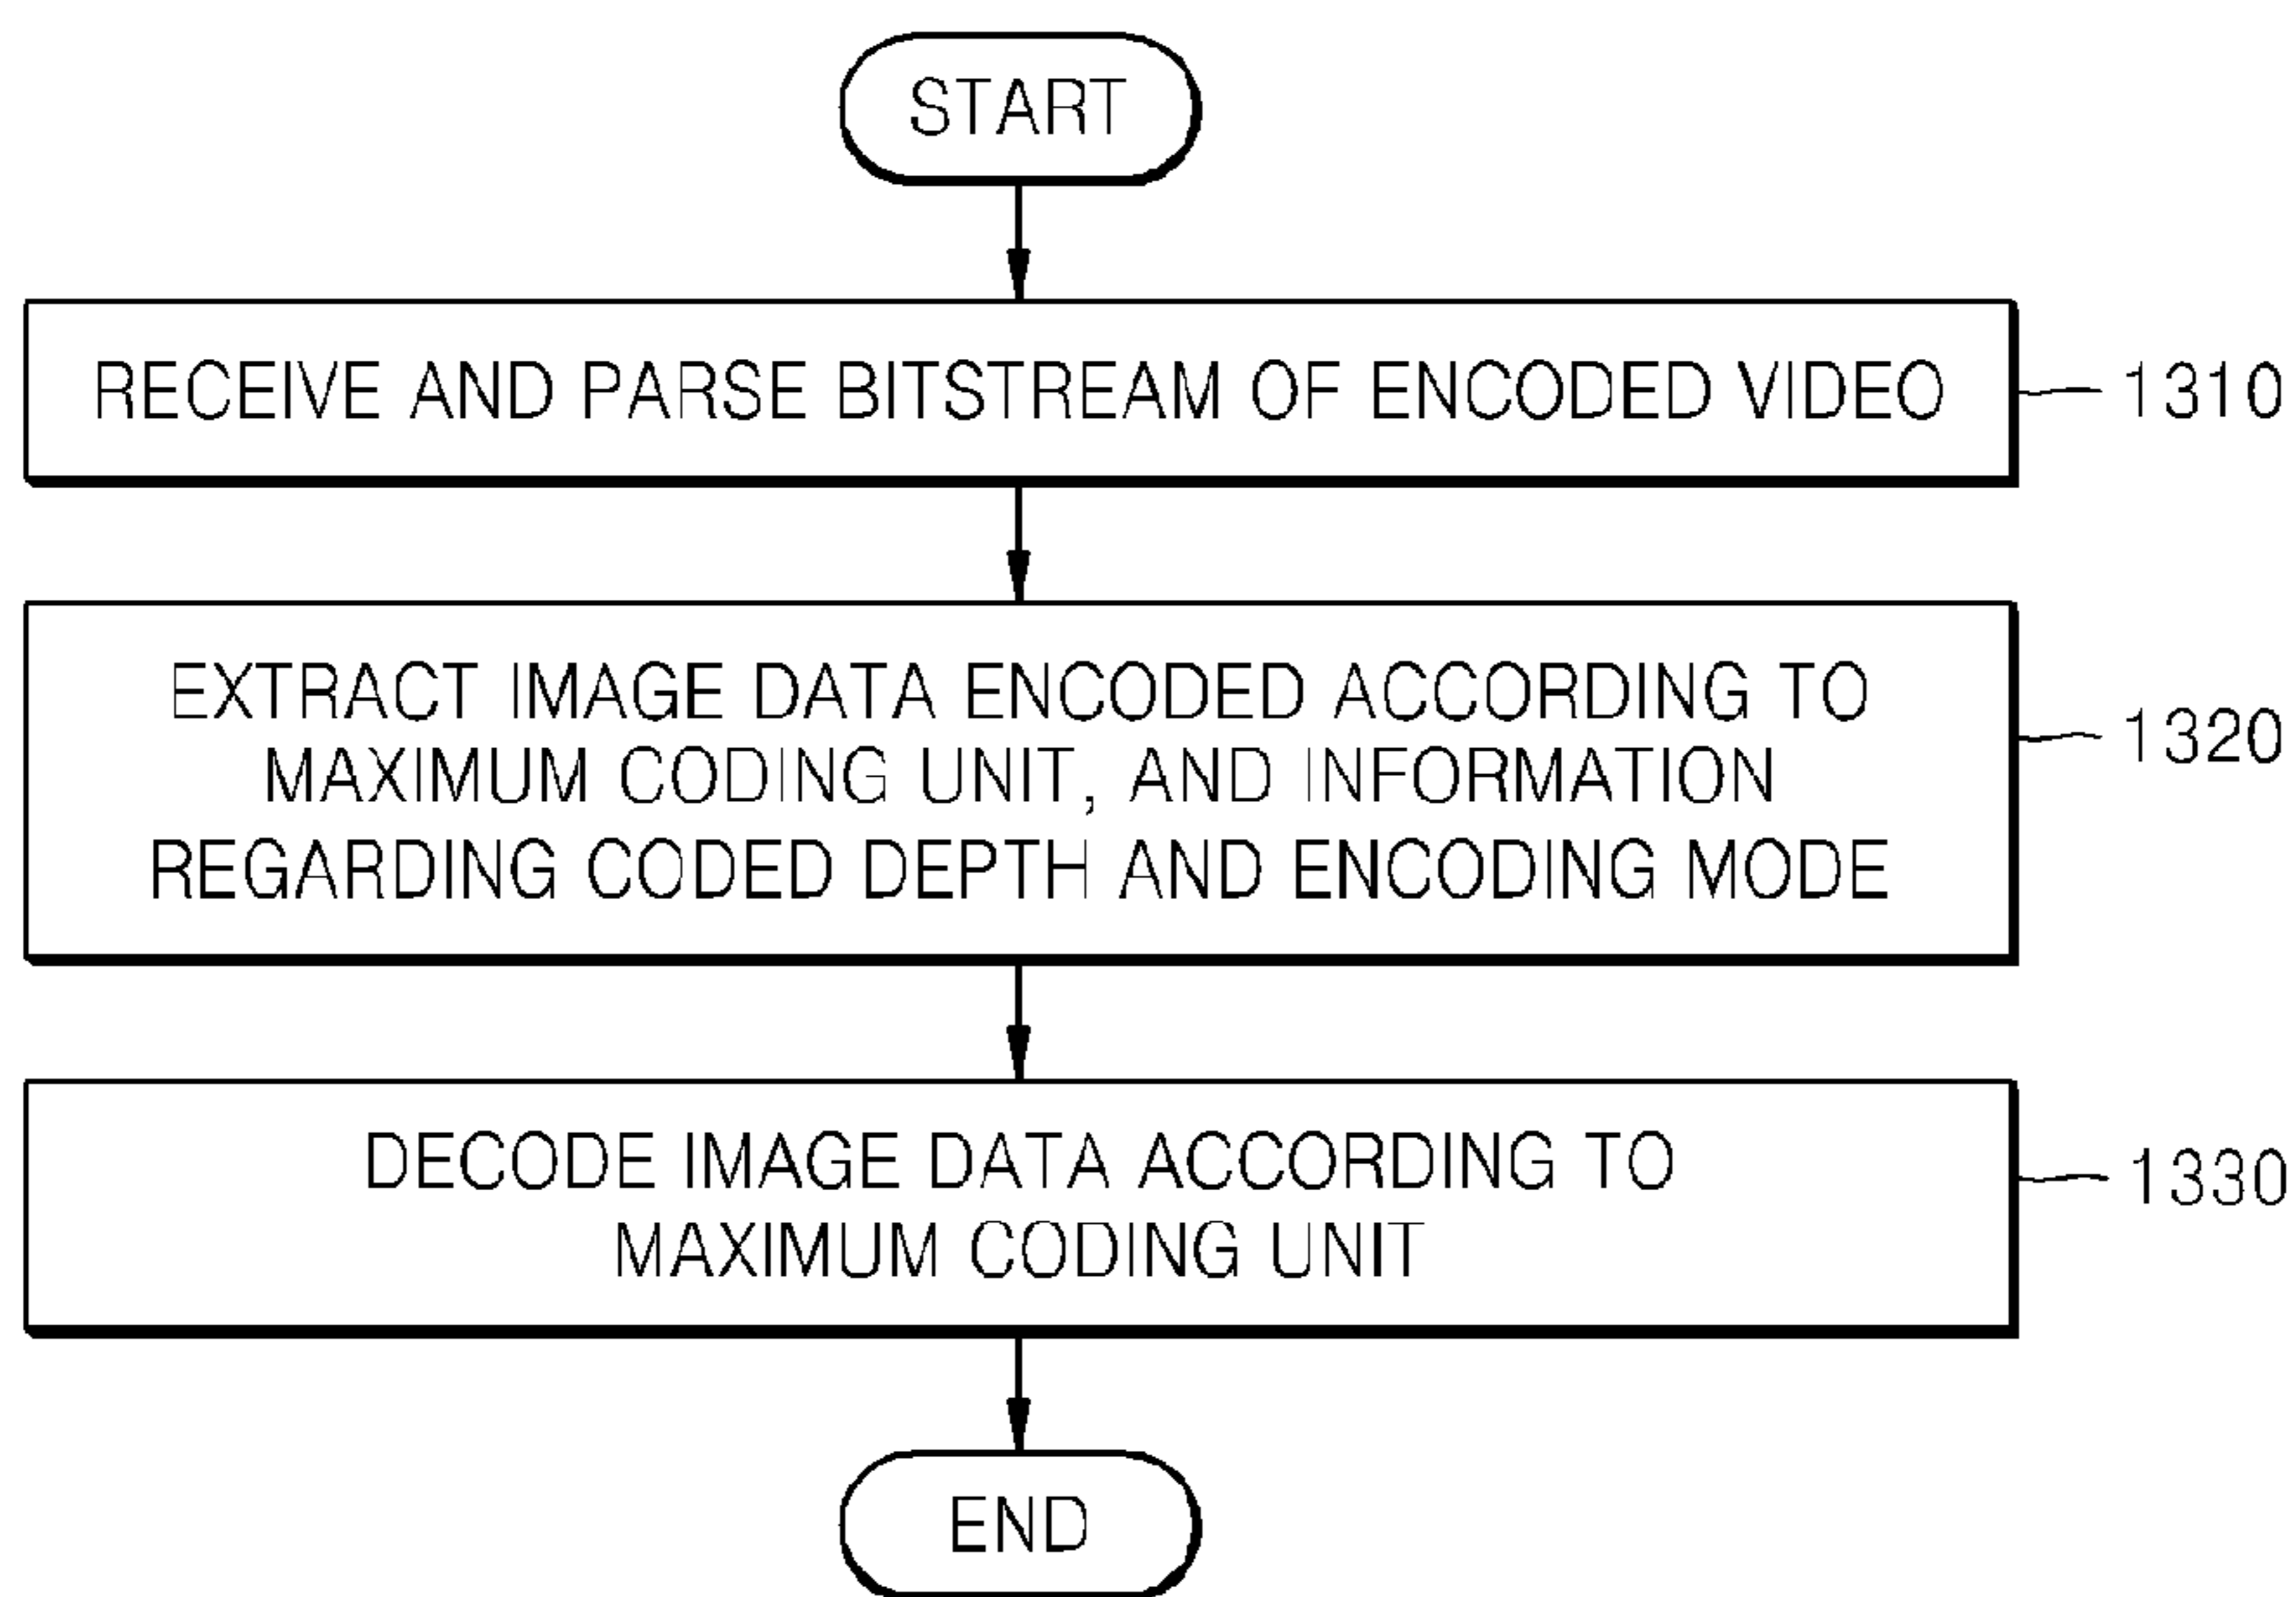 START
RECEIVE AND PARSE BITSTREAM OF ENCODED VIDEO
1310
EXTRACT IMAGE DATA ENCODED ACCORDING TO
MAXIMUM CODING UNIT, AND INFORMATION
REGARDING CODED DEPTH AND ENCODING MODE
1320
DECODE IMAGE DATA ACCORDING TO
MAXIMUM CODING UNIT
1330
END